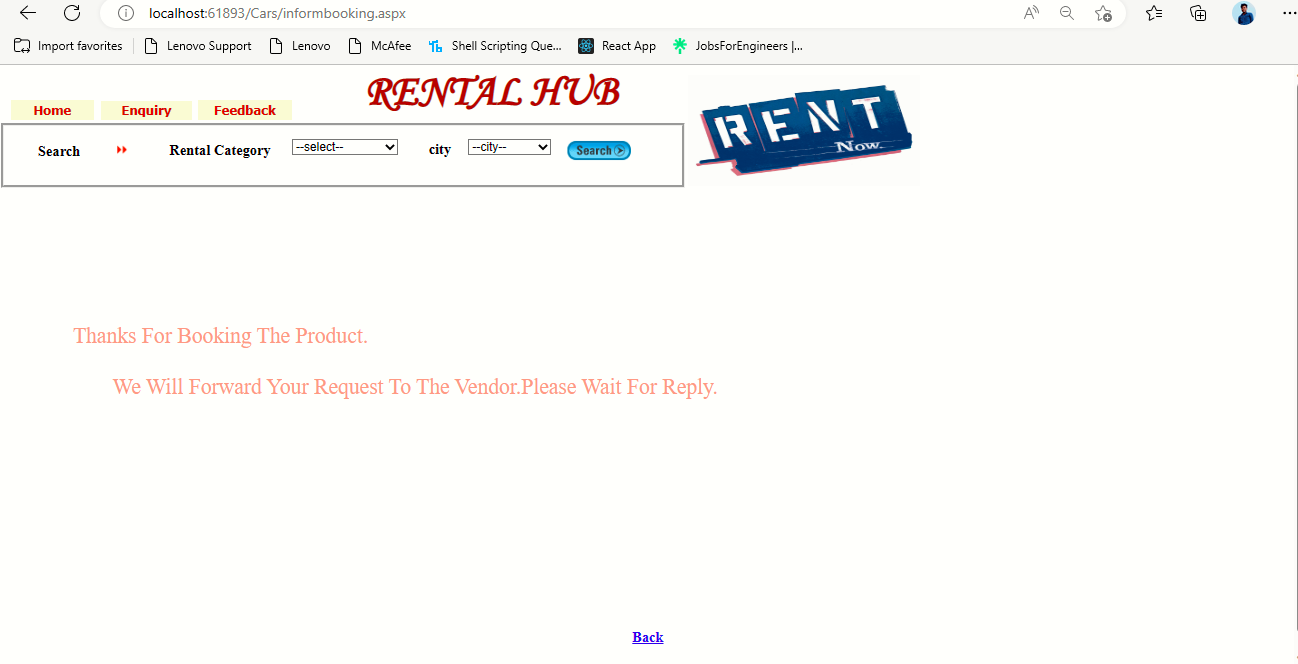 localhost:61893/Cars/informbooking.aspx
Import favorites Lenovo Support Lenovo McAfee Shell Scripting Que... React App JobsForEngineers |...
RENTAL HUB
Home Enquiry Feedback
RENT
Now
Search Rental Category --select-- city --city-- Search
Thanks For Booking The Product.
We Will Forward Your Request To The Vendor.Please Wait For Reply.
Back